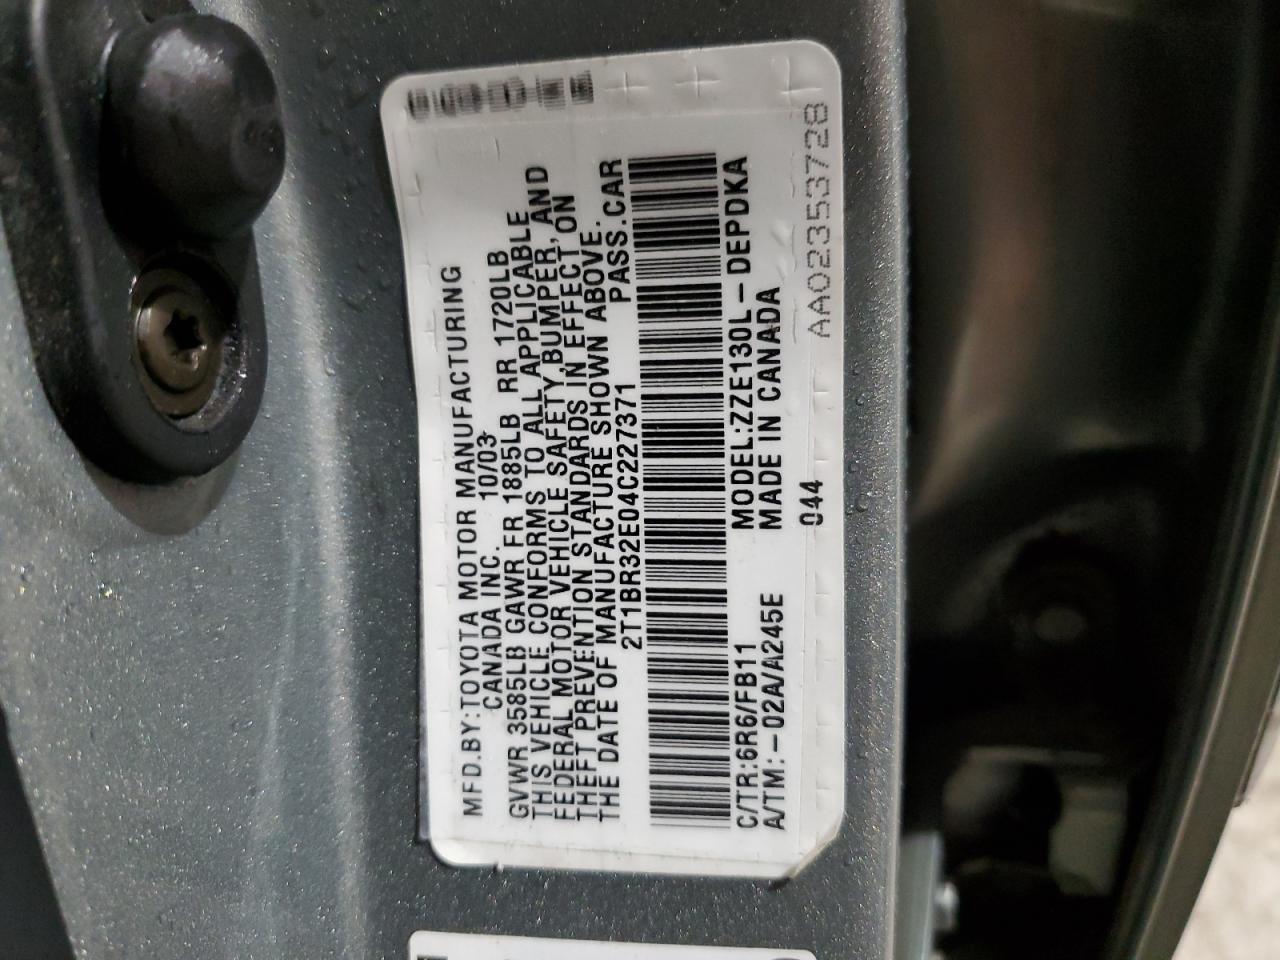 MFD.BY:TOYOTA MOTOR MANUFACTURING
CANADA INC. 10/03
GVWR 3585LB GAWR FR 1885LB RR 1720LB
THIS VEHICLE CONFORMS TO ALL APPLICABLE
FEDERAL MOTOR VEHICLE SAFETY,BUMPER,AND
THEFT PREVENTION STANDARDS IN EFFECT ON
THE DATE OF MANUFACTURE SHOWN ABOVE.
2T1BR32E04C227371 PASS.CAR
C/TR:6R6/FB11 MODEL:ZZE130L-DEPDKA
A/TM:-02A/A245E MADE IN CANADA
044
AA02353728